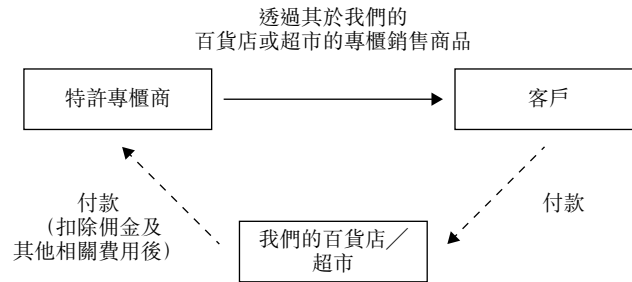 透過其於我們的
百貨店或超市的專櫃銷售商品
特許專櫃商
客戶
付款
（扣除佣金及
其他相關費用後）
付款
我們的百貨店╱
超市